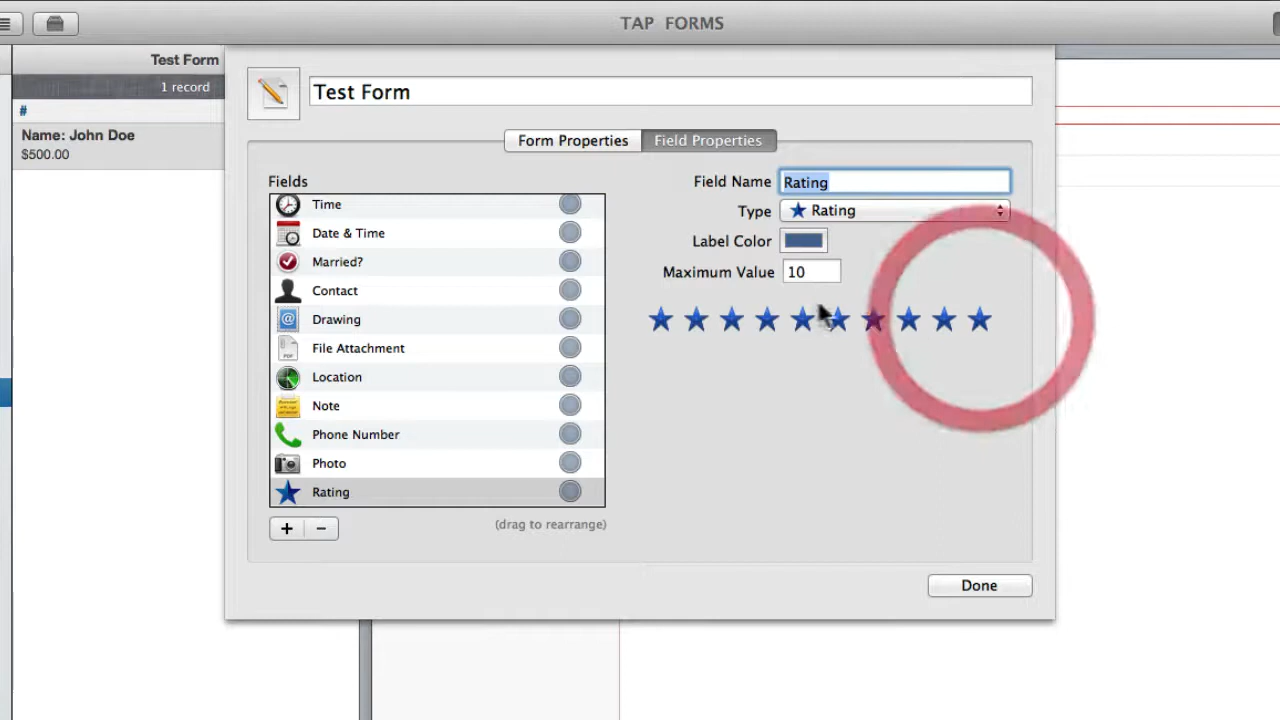 TAP FORMS
Test Form
1 record
#
Name: John Doe
$500.00
Test Form
Form Properties
Field Properties
Fields
Time
Date & Time
Married?
Contact
Drawing
File Attachment
Location
Note
Phone Number
Photo
Rating
+ −
(drag to rearrange)
Field Name Rating
Type Rating
Label Color
Maximum Value 10
Done